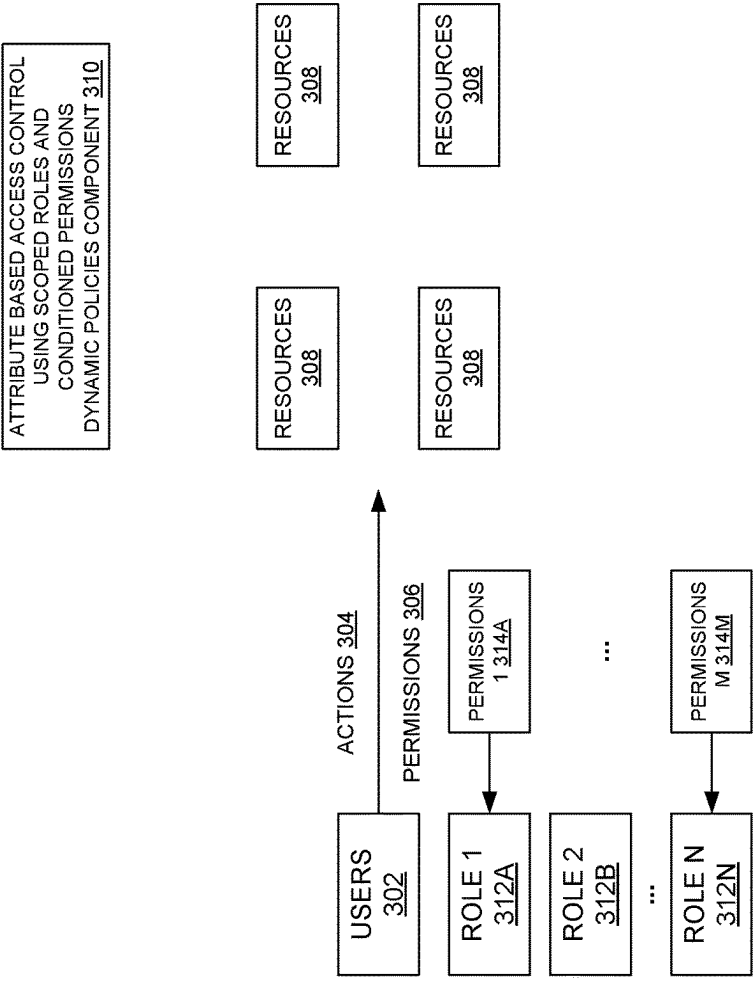 ATTRIBUTE BASED ACCESS CONTROL
USING SCOPED ROLES AND
CONDITIONED PERMISSIONS
DYNAMIC POLICIES COMPONENT 310
USERS
302
ACTIONS 304
PERMISSIONS 306
RESOURCES
308
RESOURCES
308
RESOURCES
308
RESOURCES
308
ROLE 1
312A
PERMISSIONS
1 314A
ROLE 2
312B
...
...
ROLE N
312N
PERMISSIONS
M 314M